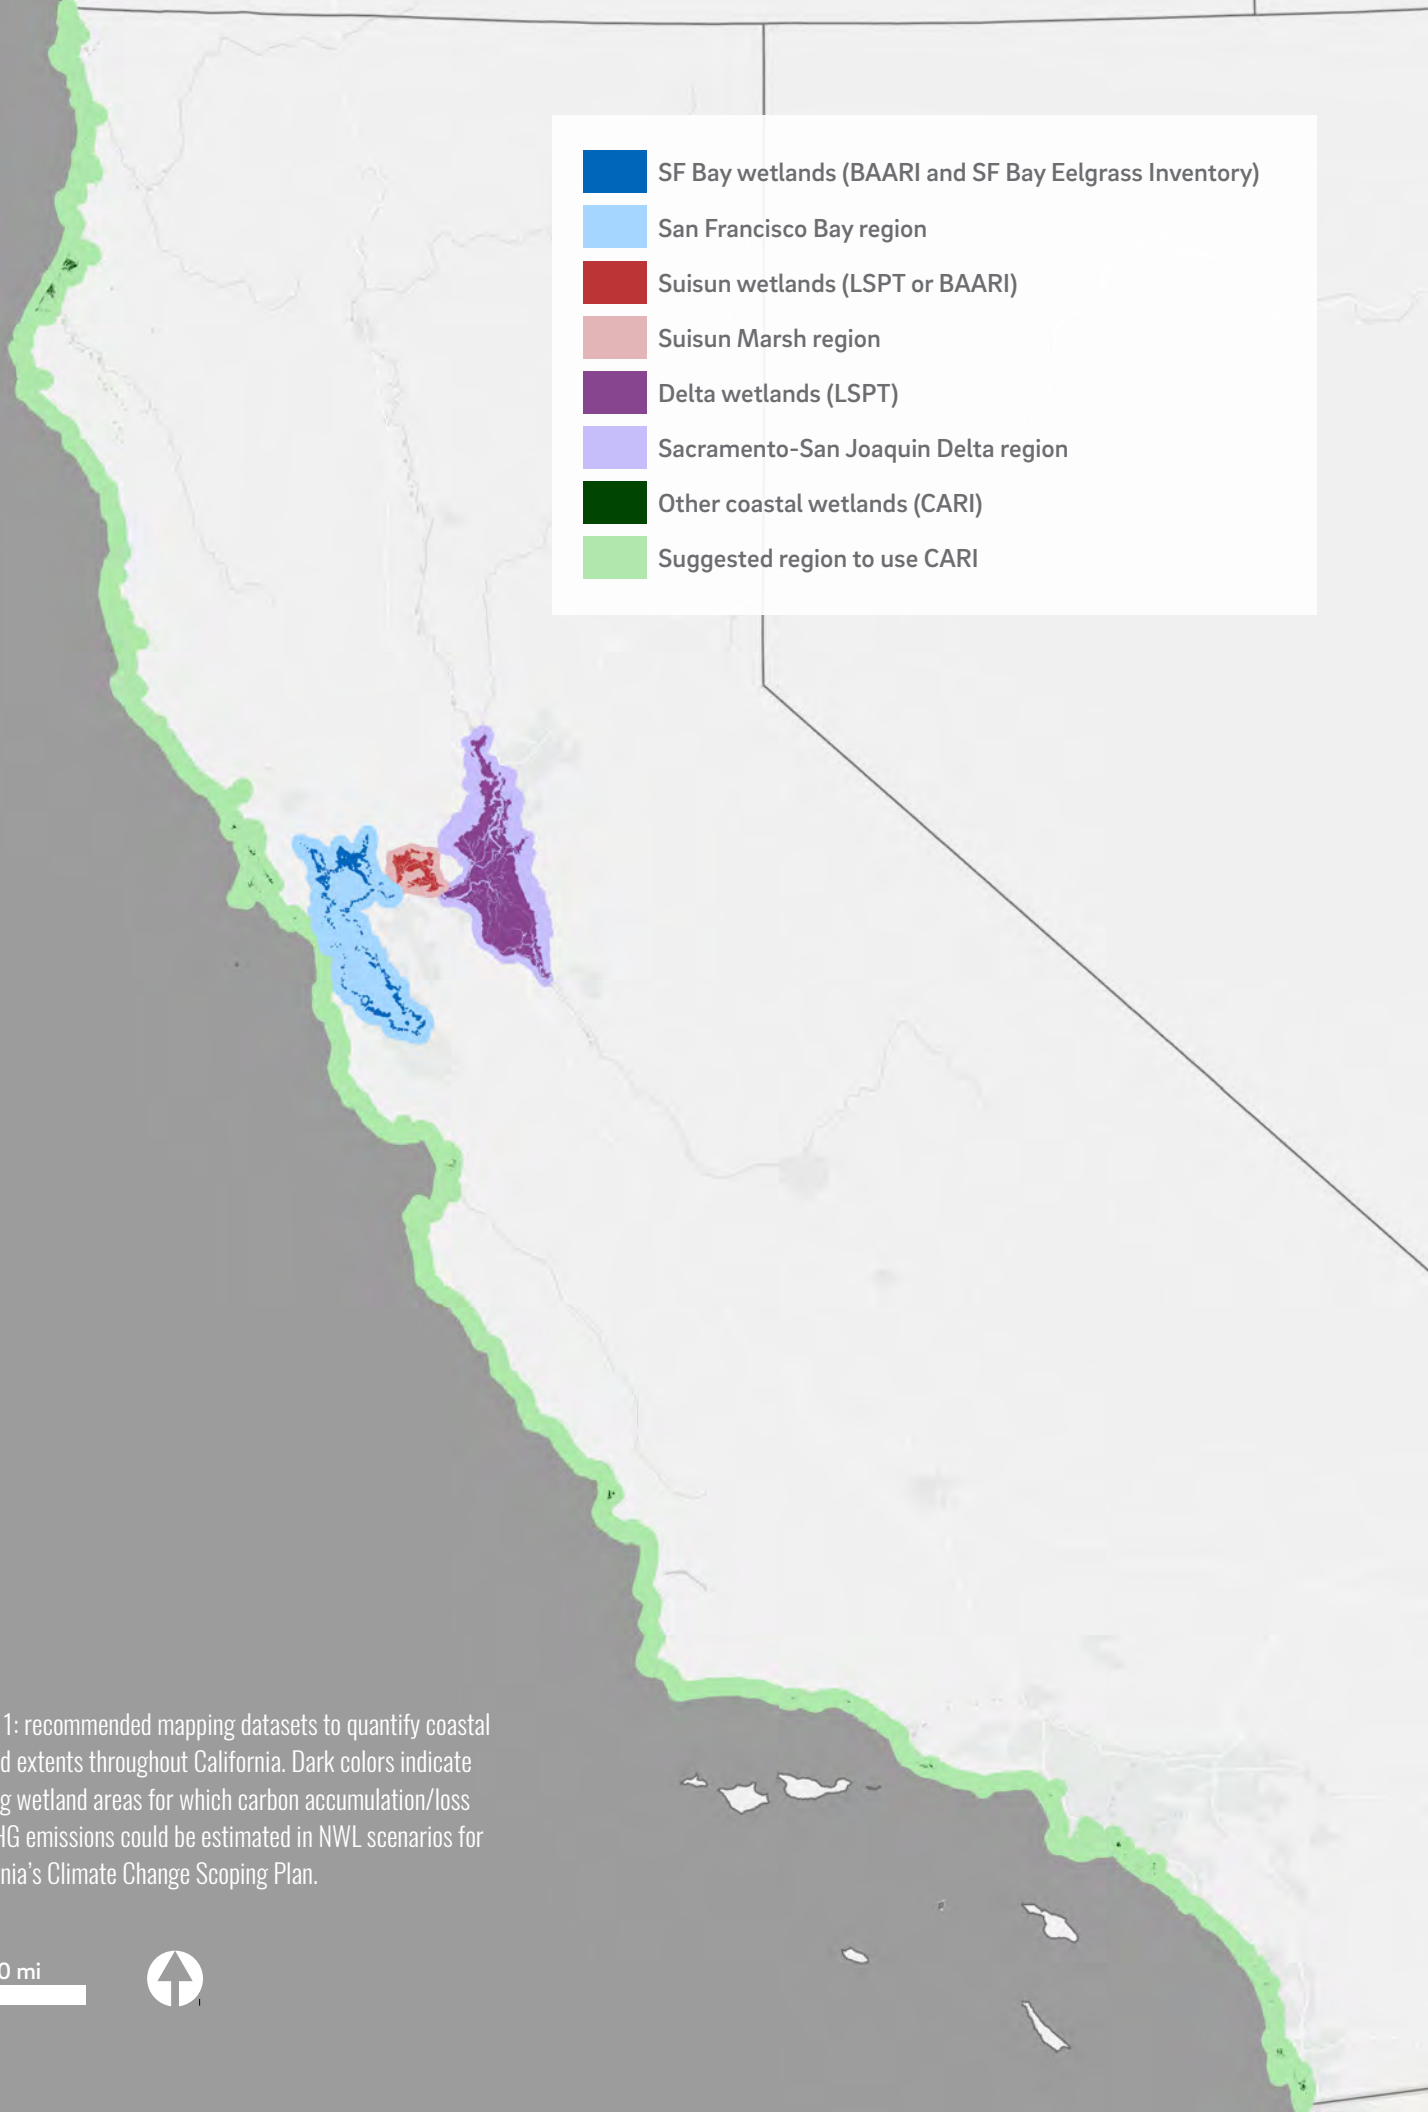 SF Bay wetlands (BAARI and SF Bay Eelgrass Inventory)
San Francisco Bay region
Suisun wetlands (LSPT or BAARI)
Suisun Marsh region
Delta wetlands (LSPT)
Sacramento-San Joaquin Delta region
Other coastal wetlands (CARI)
Suggested region to use CARI
1: recommended mapping datasets to quantify coastal
d extents throughout California. Dark colors indicate
g wetland areas for which carbon accumulation/loss
HG emissions could be estimated in NWL scenarios for
nia’s Climate Change Scoping Plan.
0 mi